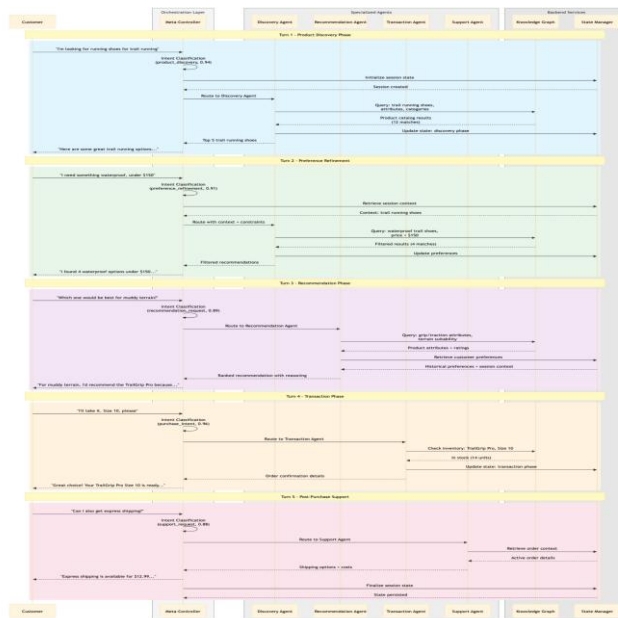 Orchestration Layer
Specialized Agents
Backend Services
Customer
Meta Controller
Discovery Agent
Recommendation Agent
Transaction Agent
Support Agent
Knowledge Graph
State Manager
Turn 1 - Product Discovery Phase
"I'm looking for running shoes for trail running"
Intent Classification
(product_discovery, 0.94)
Initialize session state
Session created
Route to Discovery Agent
Query: trail running shoes,
attributes, categories
Product catalog results
(12 matches)
Update state: discovery phase
Top 5 trail running shoes
"Here are some great trail running options..."
Turn 2 - Preference Refinement
"I need something waterproof, under $150"
Intent Classification
(preference_refinement, 0.91)
Retrieve session context
Context: trail running shoes
Route with context + constraints
Query: waterproof trail shoes,
price < $150
Filtered results (4 matches)
Update preferences
Filtered recommendations
"I found 4 waterproof options under $150..."
Turn 3 - Recommendation Phase
"Which one would be best for muddy terrain?"
Intent Classification
(recommendation_request, 0.89)
Route to Recommendation Agent
Query: grip/traction attributes,
terrain suitability
Product attributes + ratings
Retrieve customer preferences
Historical preferences + session context
Ranked recommendation with reasoning
"For muddy terrain, I'd recommend the TrailGrip Pro because..."
Turn 4 - Transaction Phase
"I'll take it. Size 10, please"
Intent Classification
(purchase_intent, 0.96)
Route to Transaction Agent
Check inventory: TrailGrip Pro, Size 10
In stock (14 units)
Update state: transaction phase
Order confirmation details
"Great choice! Your TrailGrip Pro Size 10 is ready..."
Turn 5 - Post-Purchase Support
"Can I also get express shipping?"
Intent Classification
(support_request, 0.88)
Route to Support Agent
Retrieve order context
Active order details
Shipping options + costs
"Express shipping is available for $12.99..."
Finalize session state
State persisted
Customer
Meta Controller
Discovery Agent
Recommendation Agent
Transaction Agent
Support Agent
Knowledge Graph
State Manager